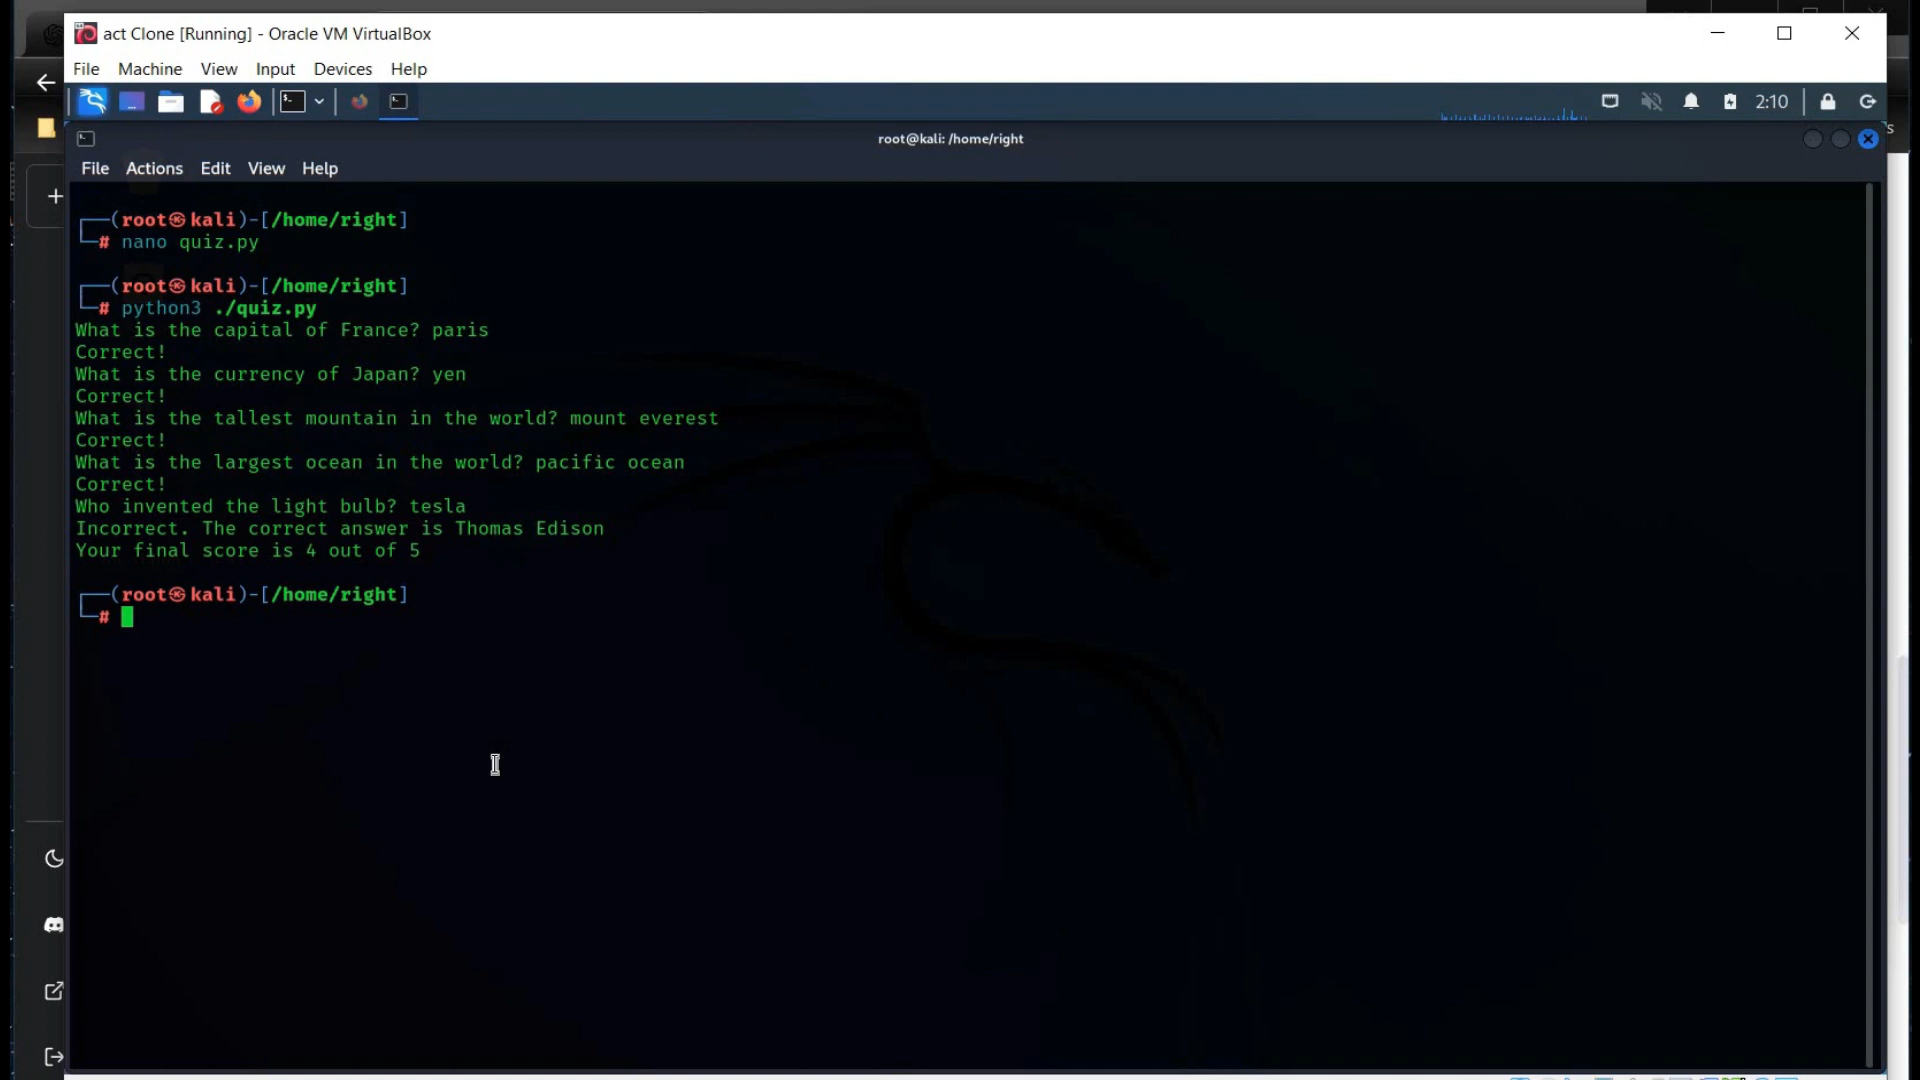 act Clone [Running] - Oracle VM VirtualBox
File Machine View Input Devices Help
2:10
root@kali: /home/right
File Actions Edit View Help
┌──(root㉿kali)-[/home/right]
└─# nano quiz.py
┌──(root㉿kali)-[/home/right]
└─# python3 ./quiz.py
What is the capital of France? paris
Correct!
What is the currency of Japan? yen
Correct!
What is the tallest mountain in the world? mount everest
Correct!
What is the largest ocean in the world? pacific ocean
Correct!
Who invented the light bulb? tesla
Incorrect. The correct answer is Thomas Edison
Your final score is 4 out of 5
┌──(root㉿kali)-[/home/right]
└─#